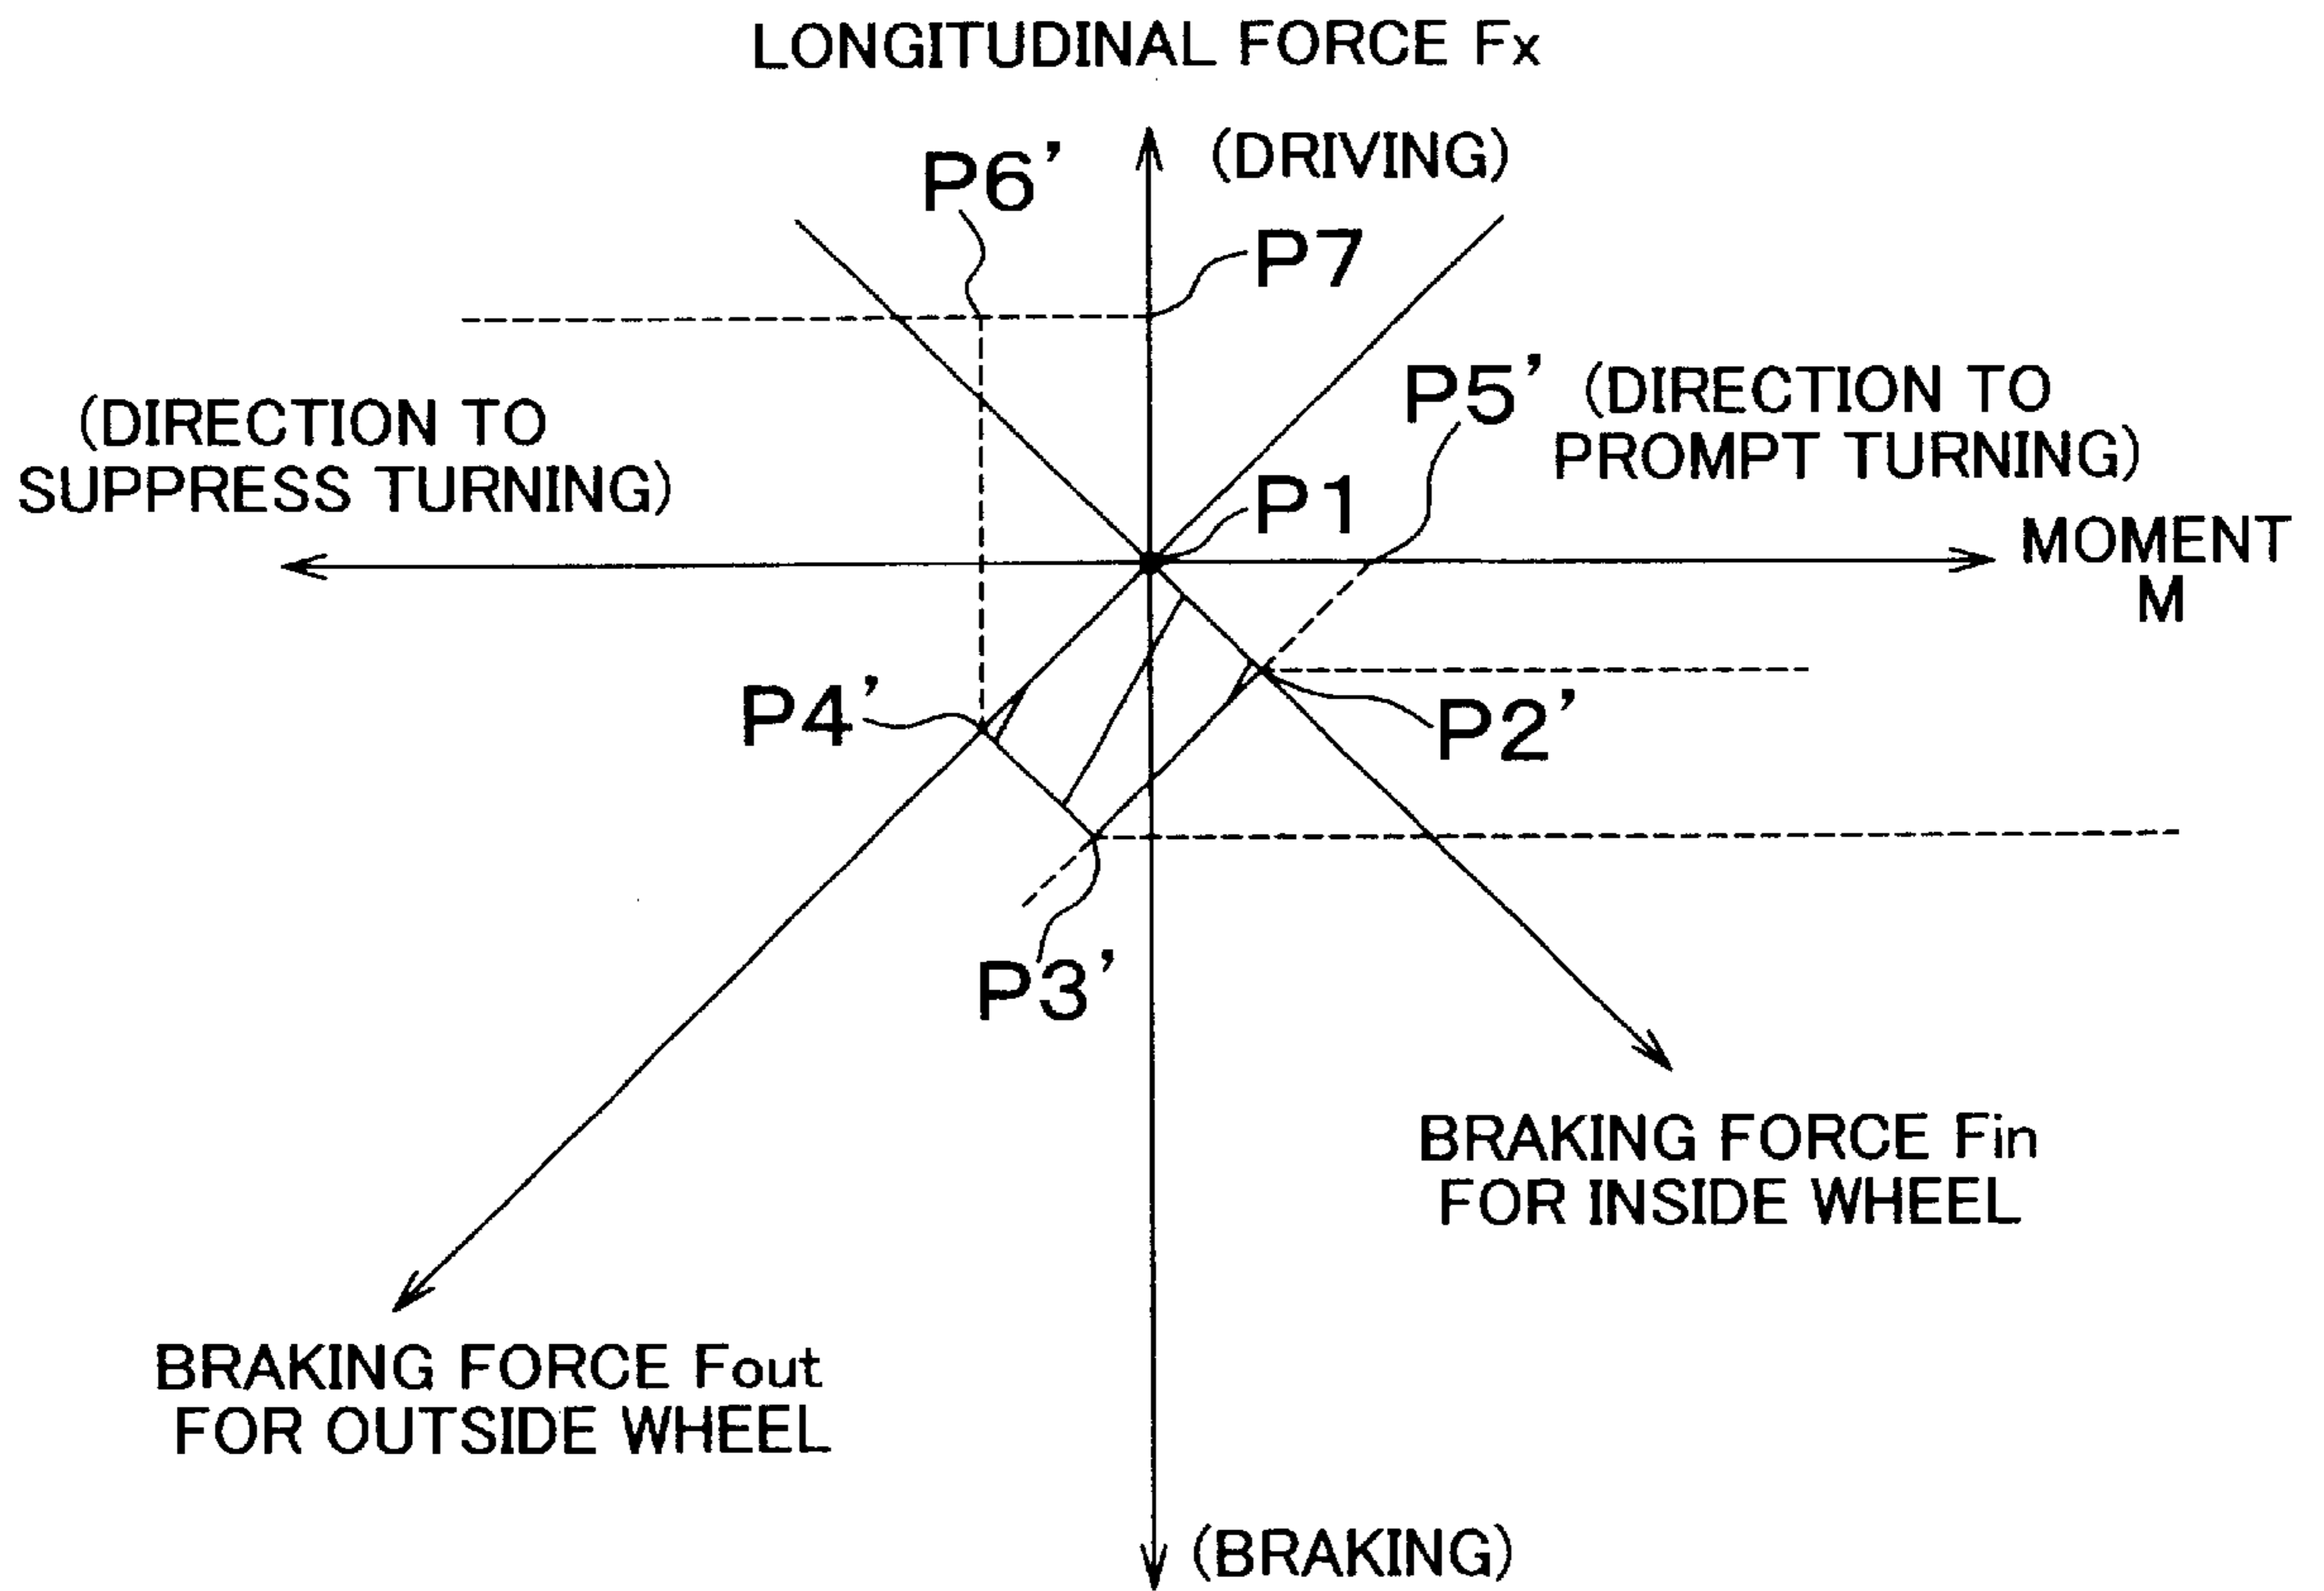 LONGITUDINAL FORCE Fx
(DRIVING)
P6’
P7
P5’
(DIRECTION TO
PROMPT TURNING)
(DIRECTION TO
SUPPRESS TURNING)
P1
MOMENT
M
P4’
P2’
P3’
BRAKING FORCE Fin
FOR INSIDE WHEEL
BRAKING FORCE Fout
FOR OUTSIDE WHEEL
(BRAKING)